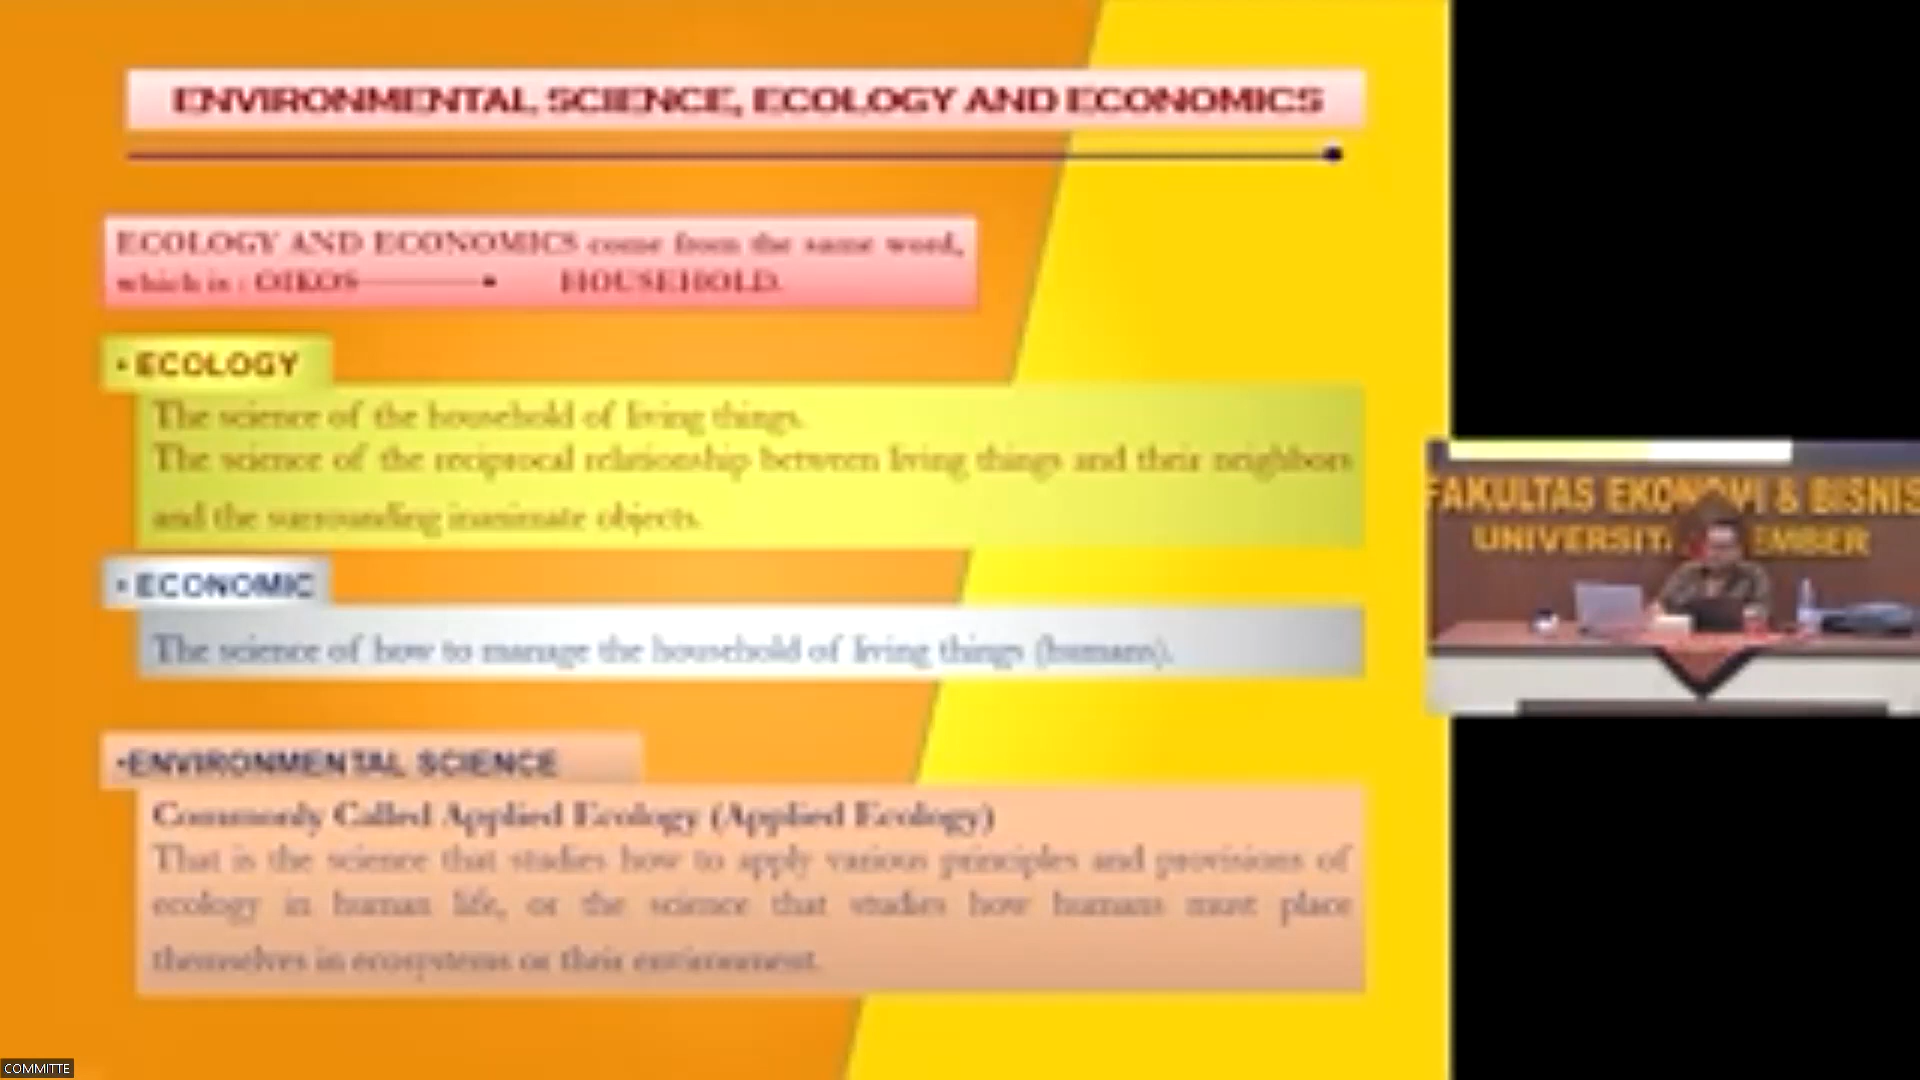 ENVIRONMENTAL SCIENCE, ECOLOGY AND ECONOMICS
ECOLOGY AND ECONOMICS come from the same word,
which is : OIKOS HOUSEHOLD.
• ECOLOGY
The science of the household of living things.
The science of the reciprocal relationship between living things and their neighbors
and the surrounding inanimate objects.
• ECONOMIC
The science of how to manage the household of living things (humans).
•ENVIRONMENTAL SCIENCE
Commonly Called Applied Ecology (Applied Ecology)
That is the science that studies how to apply various principles and provisions of
ecology in human life, or the science that studies how humans must place
themselves in ecosystems or their environment.
FAKULTAS & BISNIS
COMMITTE